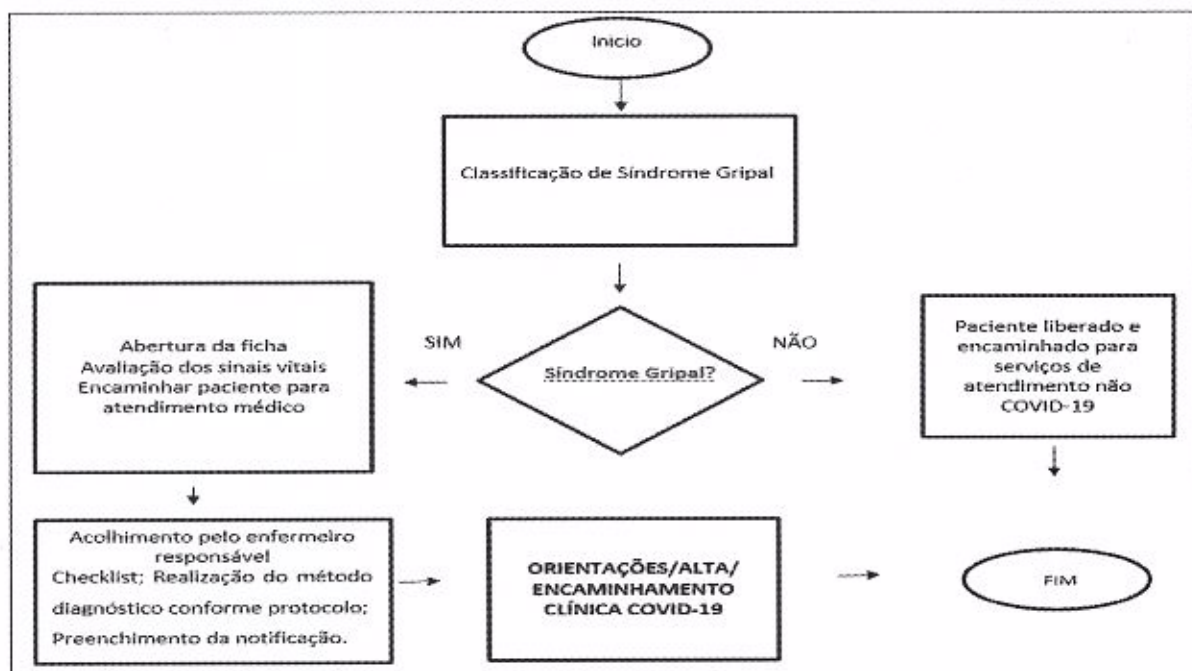 Inicio
Classificação de Síndrome Gripal
SIM
Síndrome Gripal?
NÃO
Abertura da ficha
Avaliação dos sinais vitais
Encaminhar paciente para
atendimento médico
Paciente liberado e
encaminhado para
serviços de
atendimento não
COVID-19
Acolhimento pelo enfermeiro
responsável
Checklist; Realização do método
diagnóstico conforme protocolo;
Preenchimento da notificação.
ORIENTAÇÕES/ALTA/
ENCAMINHAMENTO
CLÍNICA COVID-19
FIM